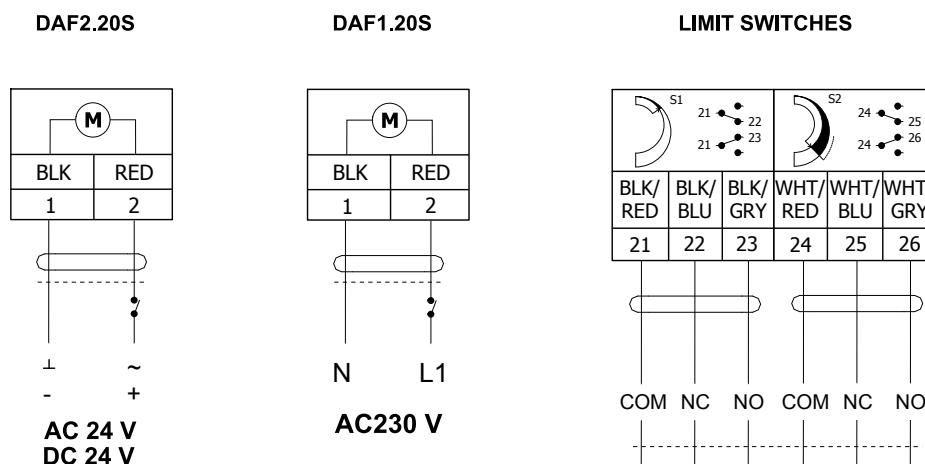 DAF2.20S
M
BLK RED
1 2
⊥ ~
- +
AC 24 V
DC 24 V
DAF1.20S
M
BLK RED
1 2
N L1
AC230 V
LIMIT SWITCHES
S1 S2
21 22 24 25
21 23 24 26
BLK/ BLK/ BLK/ WHT/ WHT/ WHT
RED BLU GRY RED BLU GRY
21 22 23 24 25 26
COM NC NO COM NC NO